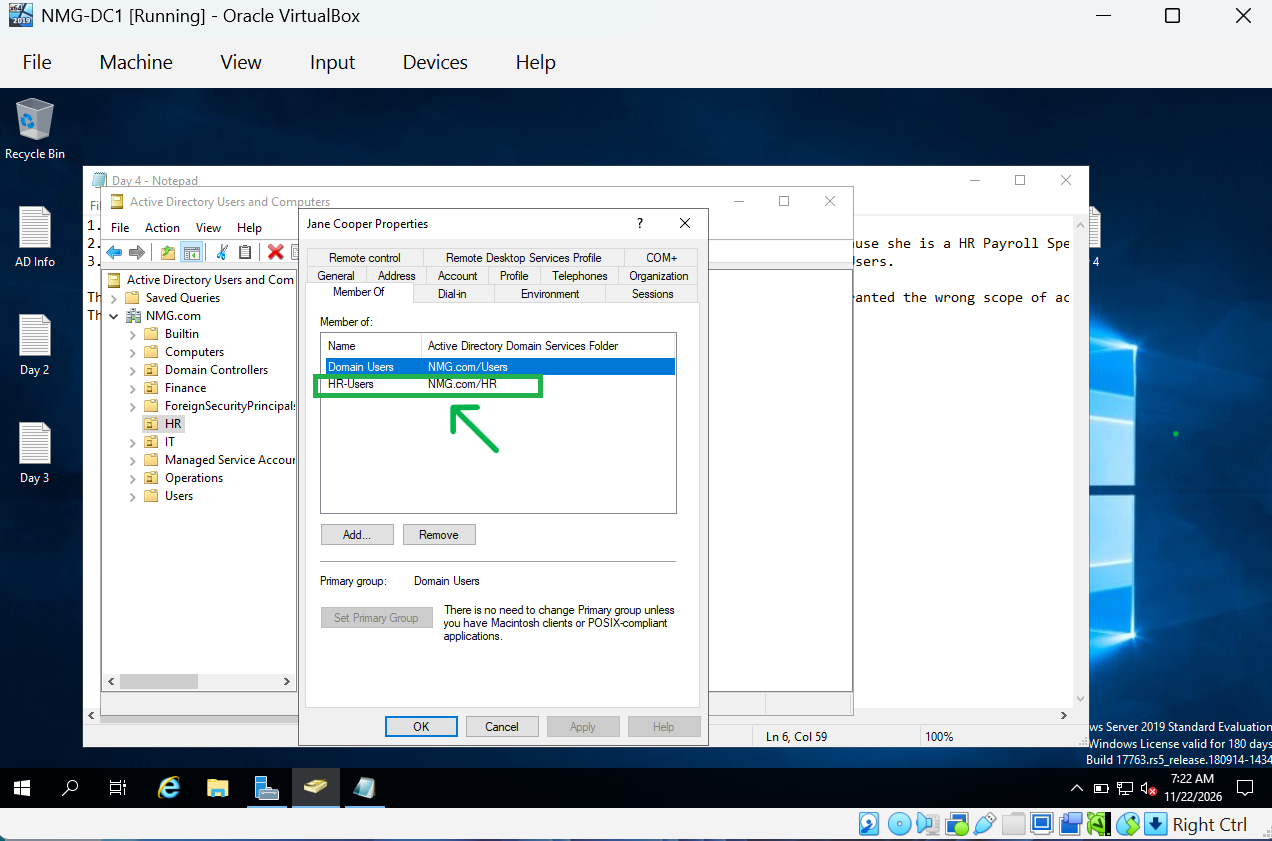 NMG-DC1 [Running] - Oracle VirtualBox
File Machine View Input Devices Help
Recycle Bin
AD Info
Day 2
Day 3
Day 4 - Notepad
1.
2.
3.
use she is a HR Payroll Spe
sers.
anted the wrong scope of ac
4
Active Directory Users and Computers
File Action View Help
Active Directory Users and Com
Saved Queries
NMG.com
Builtin
Computers
Domain Controllers
Finance
ForeignSecurityPrincipals
HR
IT
Managed Service Accour
Operations
Users
Jane Cooper Properties
?
Remote control Remote Desktop Services Profile COM+
General Address Account Profile Telephones Organization
Member Of Dial-in Environment Sessions
Member of:
Name Active Directory Domain Services Folder
Domain Users NMG.com/Users
HR-Users NMG.com/HR
Add... Remove
Primary group: Domain Users
Set Primary Group
There is no need to change Primary group unless
you have Macintosh clients or POSIX-compliant
applications.
OK Cancel Apply Help
Ln 6, Col 59 100%
ws Server 2019 Standard Evaluation
Windows License valid for 180 days
Build 17763.rs5_release.180914-1434
7:22 AM
11/22/2026
Right Ctrl